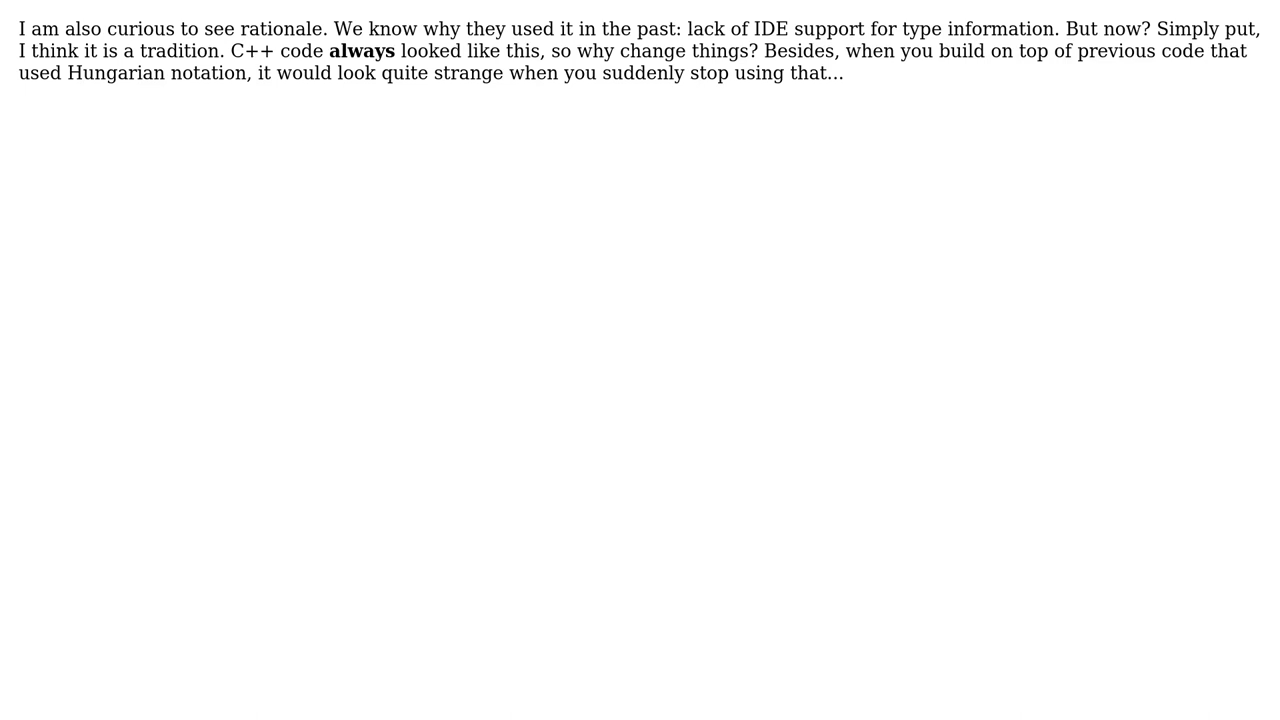 I am also curious to see rationale. We know why they used it in the past: lack of IDE support for type information. But now? Simply put,
I think it is a tradition. C++ code always looked like this, so why change things? Besides, when you build on top of previous code that
used Hungarian notation, it would look quite strange when you suddenly stop using that...